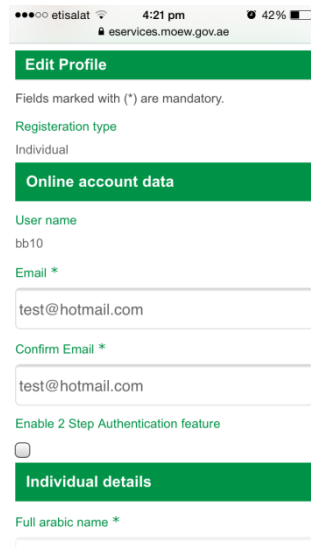 etisalat 4:21 pm 42%
eservices.moew.gov.ae
Edit Profile
Fields marked with (*) are mandatory.
Registeration type
Individual
Online account data
User name
bb10
Email *
test@hotmail.com
Confirm Email *
test@hotmail.com
Enable 2 Step Authentication feature
Individual details
Full arabic name *